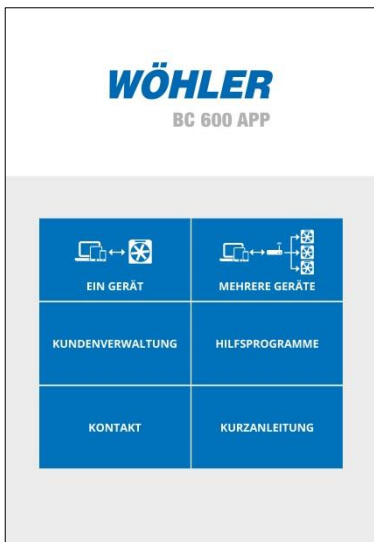 WÖHLER
BC 600 APP
EIN GERÄT
MEHRERE GERÄTE
KUNDENVERWALTUNG
HILFSPROGRAMME
KONTAKT
KURZANLEITUNG